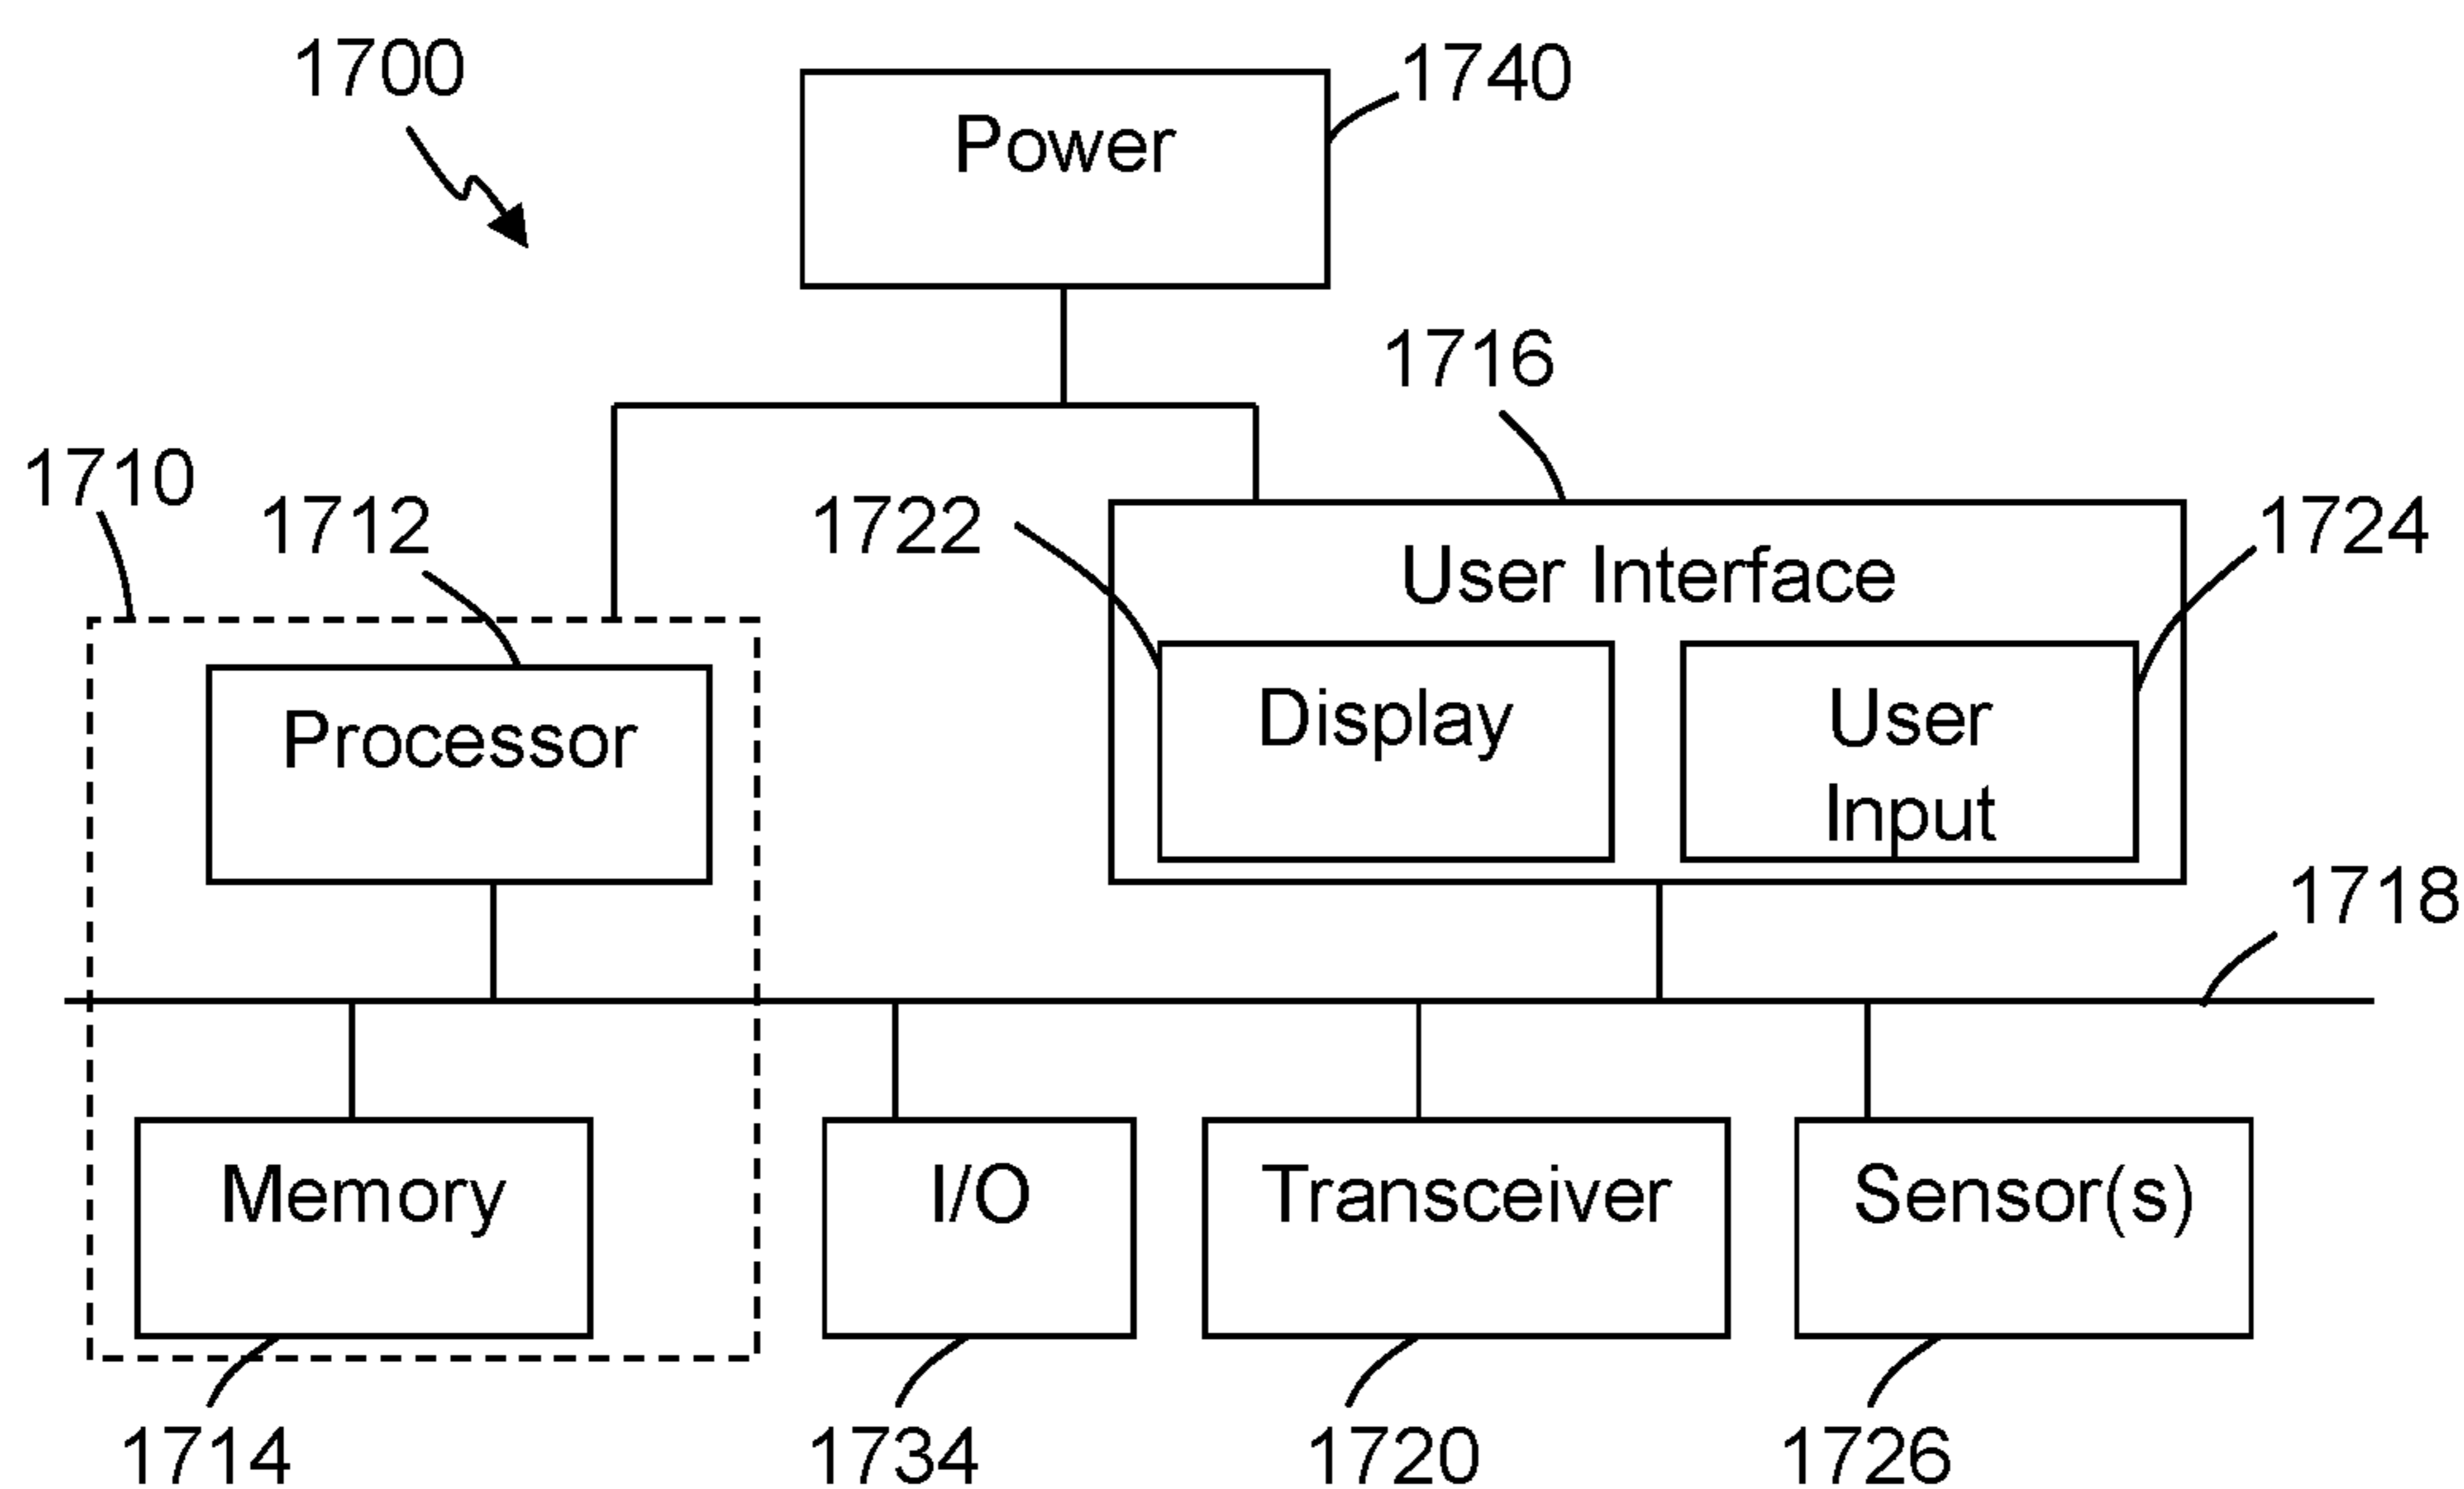 1700
1740
Power
1716
1710
1712
1722
1724
User Interface
Processor
Display
User
Input
1718
Memory
I/O
Transceiver
Sensor(s)
1714
1734
1720
1726